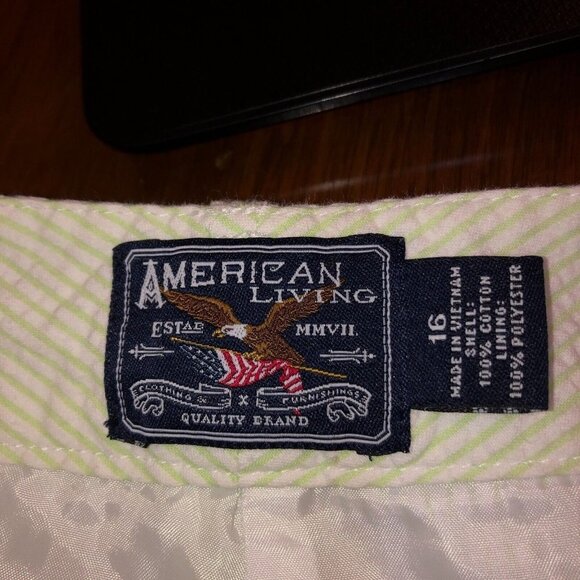 AMERICAN
LIVING
ESTAB MMVII.
CLOTHING & X FURNISHINGS
QUALITY BRAND
16
MADE IN VIETNAM
SHELL:
100% COTTON
LINING:
100% POLYESTER